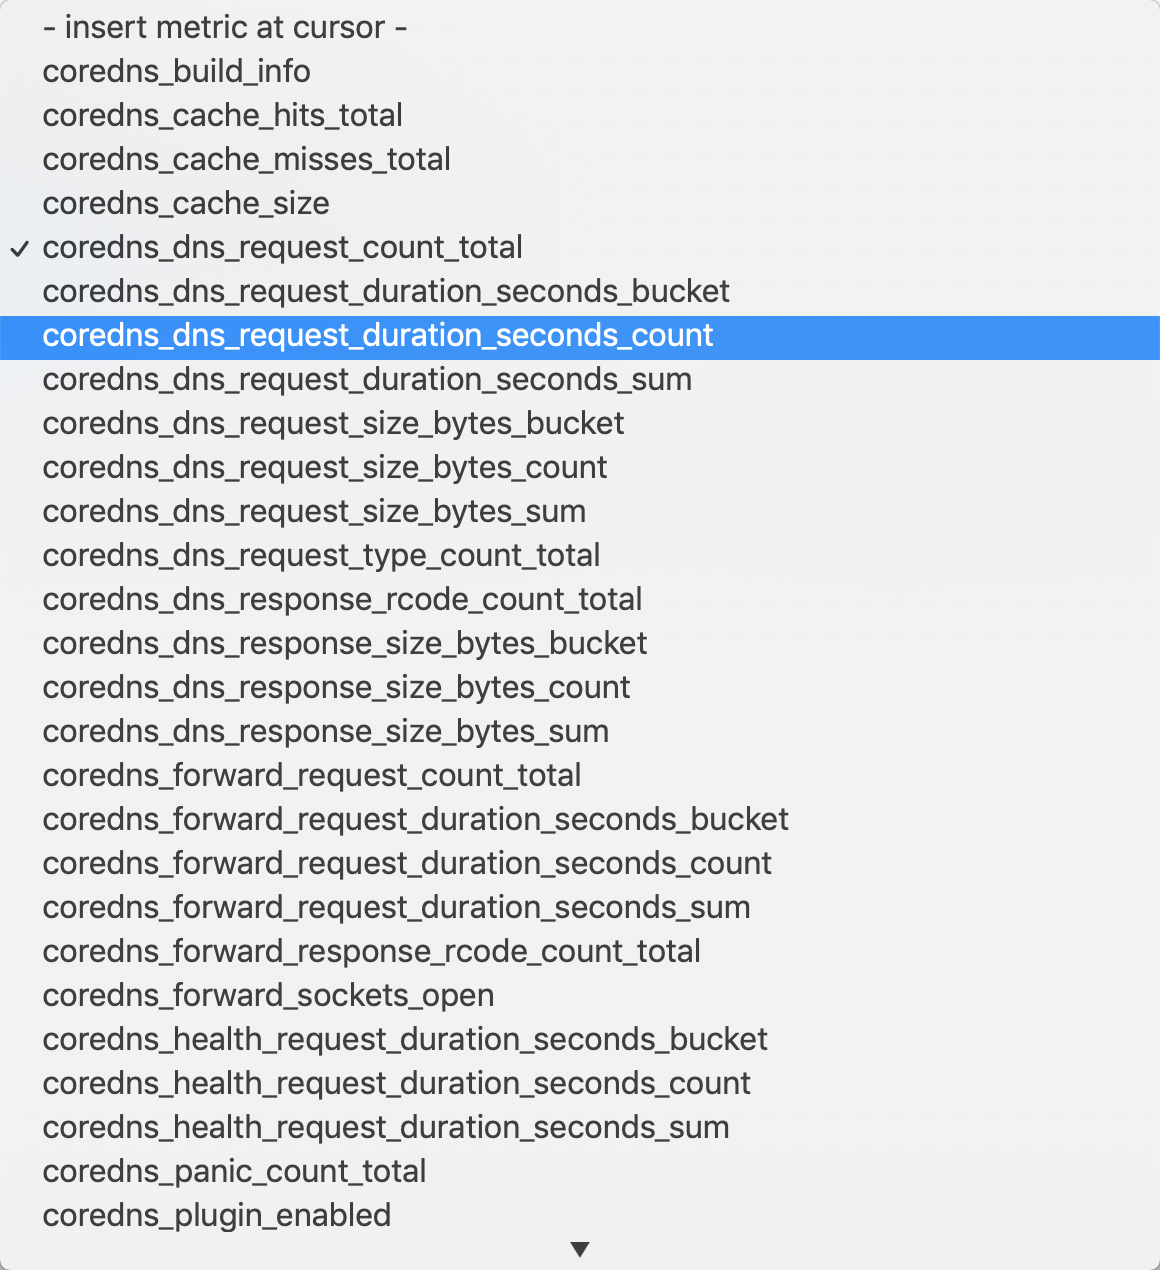 - insert metric at cursor -
coredns_build_info
coredns_cache_hits_total
coredns_cache_misses_total
coredns_cache_size
✓ coredns_dns_request_count_total
coredns_dns_request_duration_seconds_bucket
coredns_dns_request_duration_seconds_count
coredns_dns_request_duration_seconds_sum
coredns_dns_request_size_bytes_bucket
coredns_dns_request_size_bytes_count
coredns_dns_request_size_bytes_sum
coredns_dns_request_type_count_total
coredns_dns_response_rcode_count_total
coredns_dns_response_size_bytes_bucket
coredns_dns_response_size_bytes_count
coredns_dns_response_size_bytes_sum
coredns_forward_request_count_total
coredns_forward_request_duration_seconds_bucket
coredns_forward_request_duration_seconds_count
coredns_forward_request_duration_seconds_sum
coredns_forward_response_rcode_count_total
coredns_forward_sockets_open
coredns_health_request_duration_seconds_bucket
coredns_health_request_duration_seconds_count
coredns_health_request_duration_seconds_sum
coredns_panic_count_total
coredns_plugin_enabled